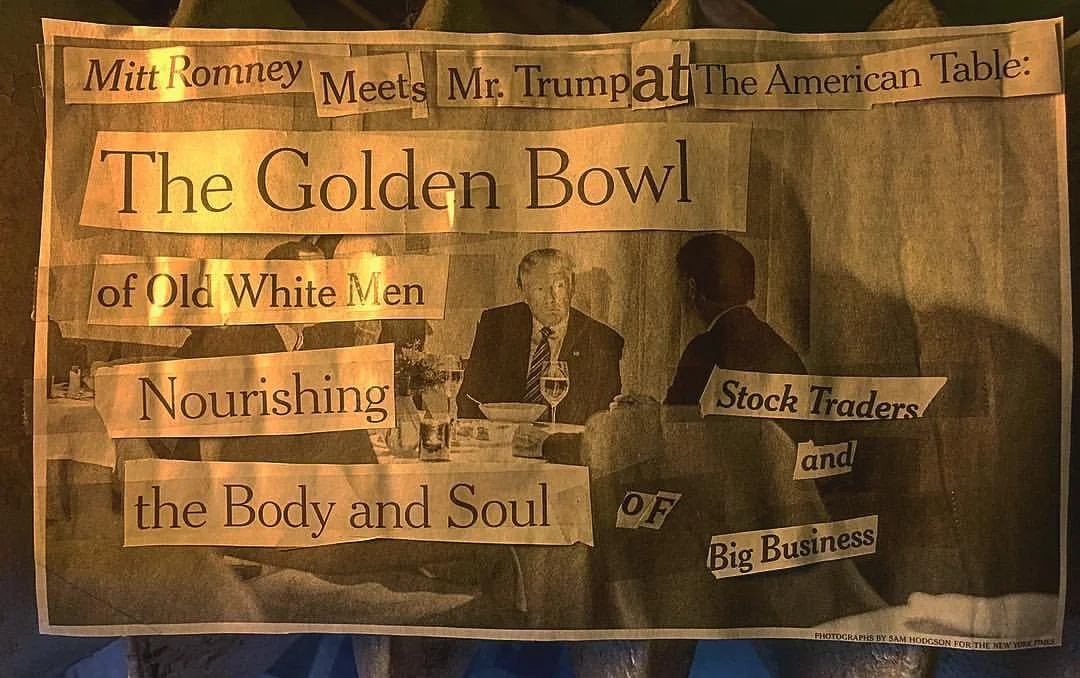 Mitt Romney Meets Mr. Trump at The American Table:
The Golden Bowl
of Old White Men
Nourishing
the Body and Soul
OF
Stock Traders
and
Big Business
PHOTOGRAPHS BY SAM HODGSON FOR THE NEW YORK TIMES